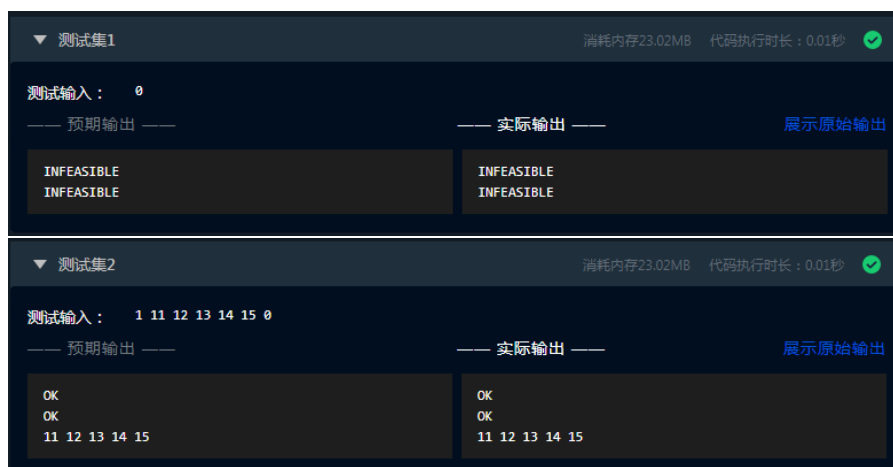 ▼ 测试集1 消耗内存23.02MB 代码执行时长：0.01秒
测试输入： 0
—— 预期输出 —— —— 实际输出 —— 展示原始输出
INFEASIBLE INFEASIBLE
INFEASIBLE INFEASIBLE
▼ 测试集2 消耗内存23.02MB 代码执行时长：0.01秒
测试输入： 1 11 12 13 14 15 0
—— 预期输出 —— —— 实际输出 —— 展示原始输出
OK OK
OK OK
11 12 13 14 15 11 12 13 14 15